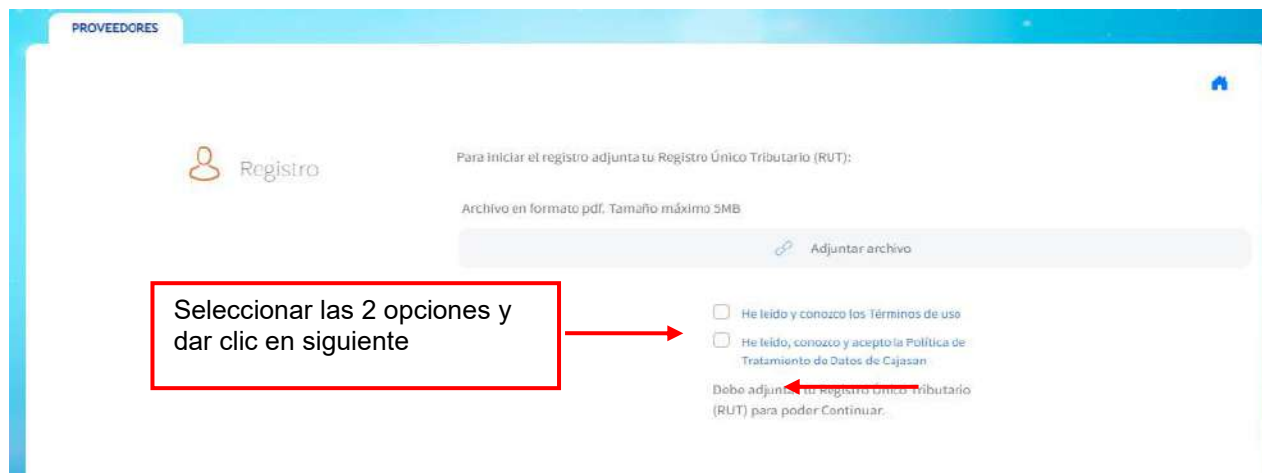 PROVEEDORES
Registro
Para iniciar el registro adjunta tu Registro Único Tributario (RUT):
Archivo en formato pdf. Tamaño máximo 5MB
Adjuntar archivo
Seleccionar las 2 opciones y
dar clic en siguiente
He leído y conozco los Términos de uso
He leído, conozco y acepto la Política de
Tratamiento de Datos de Cajasan
Debe adjuntar tu Registro Único Tributario
(RUT) para poder Continuar.